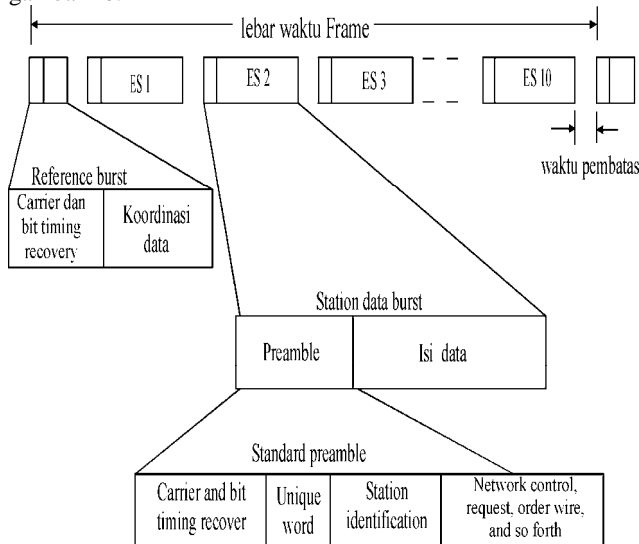 lebar waktu Frame
ES 1
ES 2
ES 3
ES 10
waktu pembatas
Reference burst
Carrier dan
bit timing
recovery
Koordinasi
data
Station data burst
Preamble
Isi data
Standard preamble
Carrier and bit
timing recover
Unique
word
Station
identification
Network control,
request, order wire,
and so forth